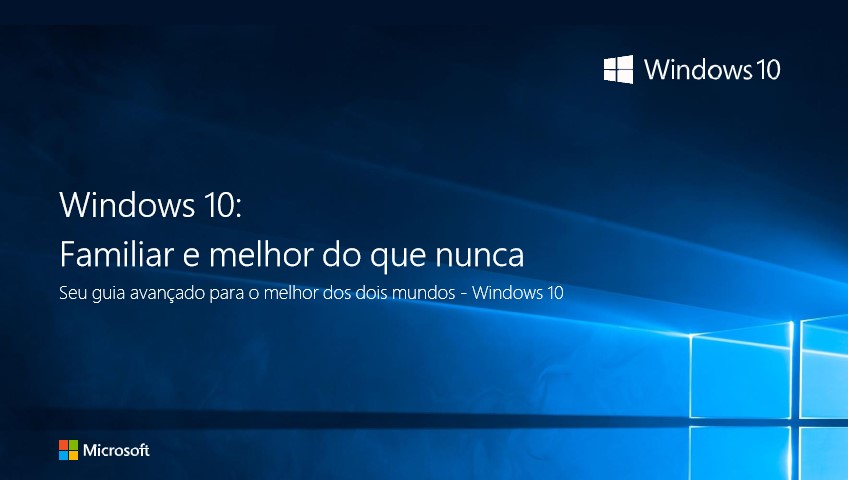 Windows 10
Windows 10:
Familiar e melhor do que nunca
Seu guia avançado para o melhor dos dois mundos - Windows 10
Microsoft